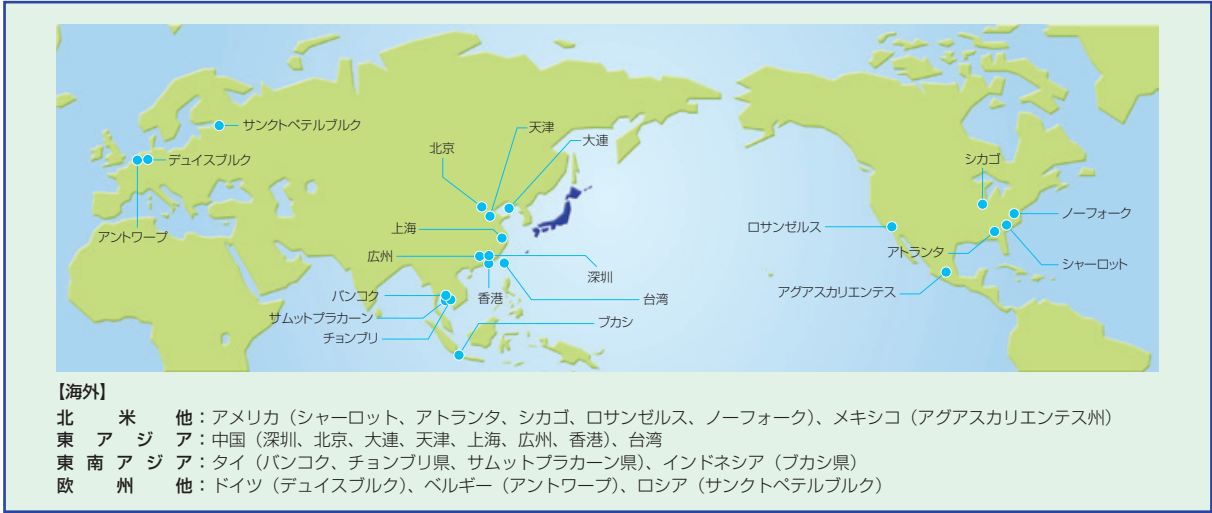 サンクトペテルブルク
デュイスブルク
アントワープ
北京
天津
大連
上海
広州
深圳
香港
台湾
バンコク
サムットプラカーン
チョンブリ
ブカシ
シカゴ
ノーフォーク
ロサンゼルス
アトランタ
シャーロット
アグアスカリエンテス
【海外】
北米他：アメリカ（シャーロット、アトランタ、シカゴ、ロサンゼルス、ノーフォーク）、メキシコ（アグアスカリエンテス州）
東アジア：中国（深圳、北京、大連、天津、上海、広州、香港）、台湾
東南アジア：タイ（バンコク、チョンブリ県、サムットプラカーン県）、インドネシア（ブカシ県）
欧州他：ドイツ（デュイスブルク）、ベルギー（アントワープ）、ロシア（サンクトペテルブルク）